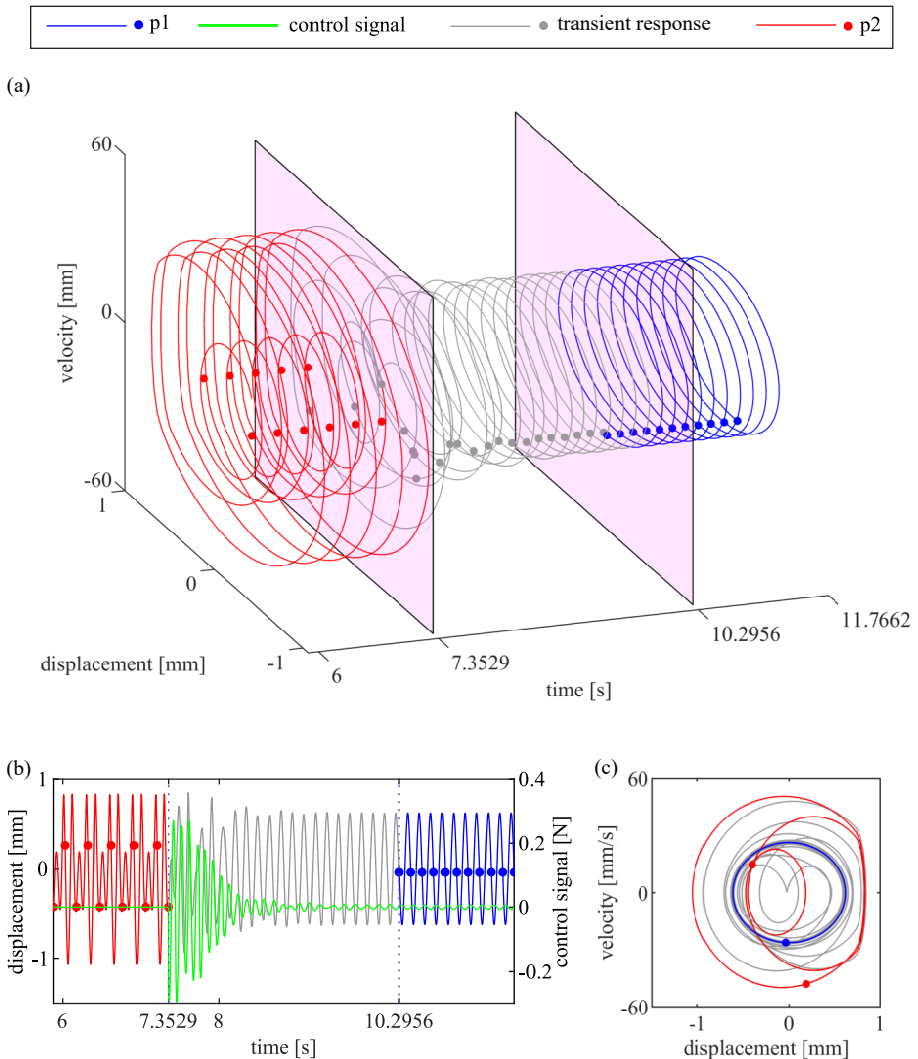 p1 control signal transient response p2
(a)
60
0
-60
velocity [mm]
1
0
-1
displacement [mm]
6
7.3529
10.2956
11.7662
time [s]
(b)
1
0
-1
displacement [mm]
0.4
0.2
0
-0.2
control signal [N]
6 7.3529 8 10.2956
time [s]
(c)
60
0
-60
velocity [mm/s]
-1 0 1
displacement [mm]